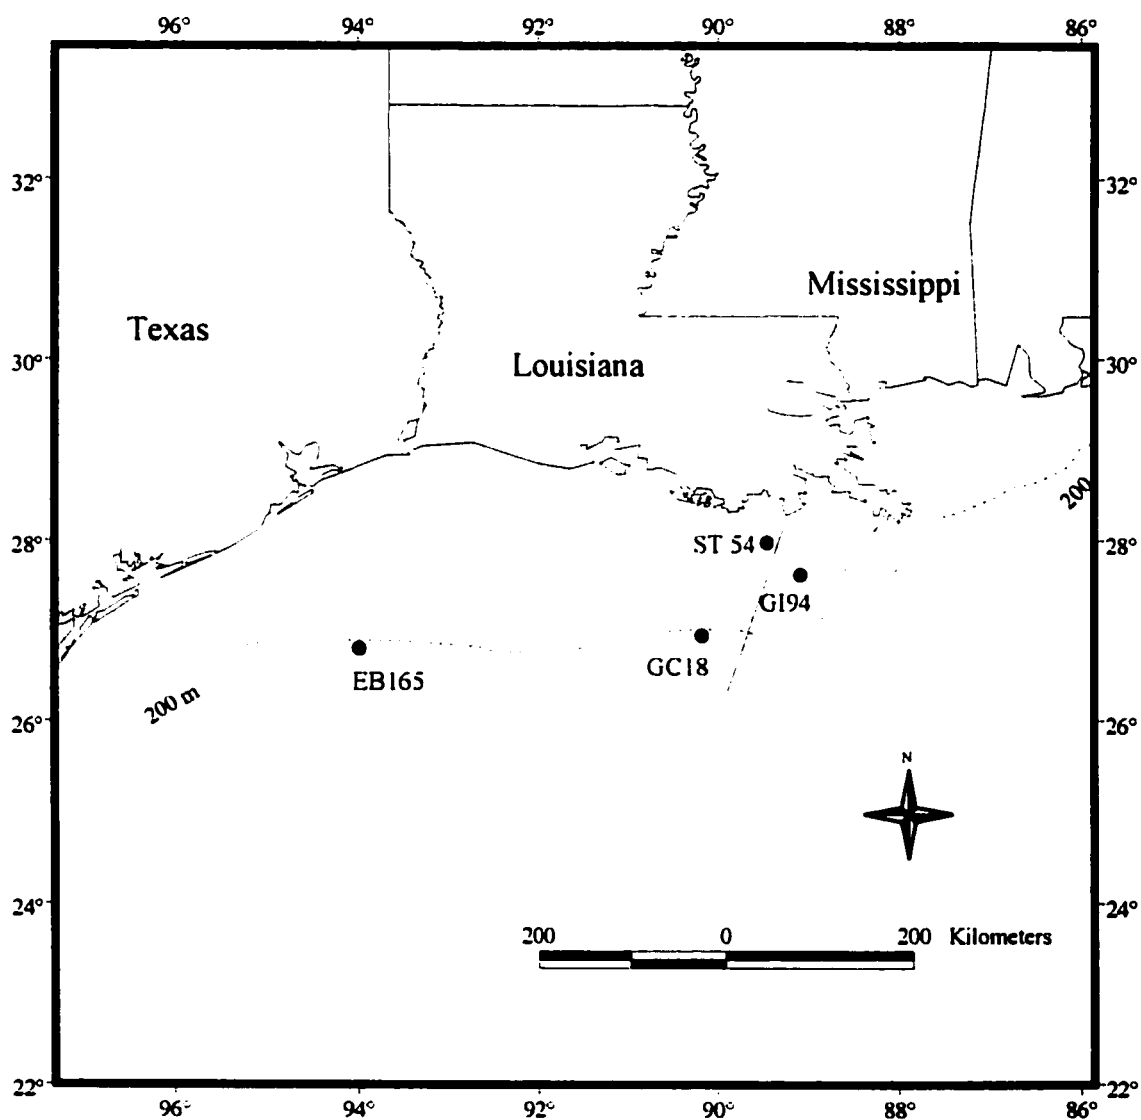 96° 94° 92° 90° 88° 86°
32° 32°
Mississippi
Texas
30° 30°
Louisiana
200
28° ST 54 28°
GI94
GC18
EB165
200 m
26° 26°
N
24° 24°
200 0 200 Kilometers
22° 22°
96° 94° 92° 90° 88° 86°